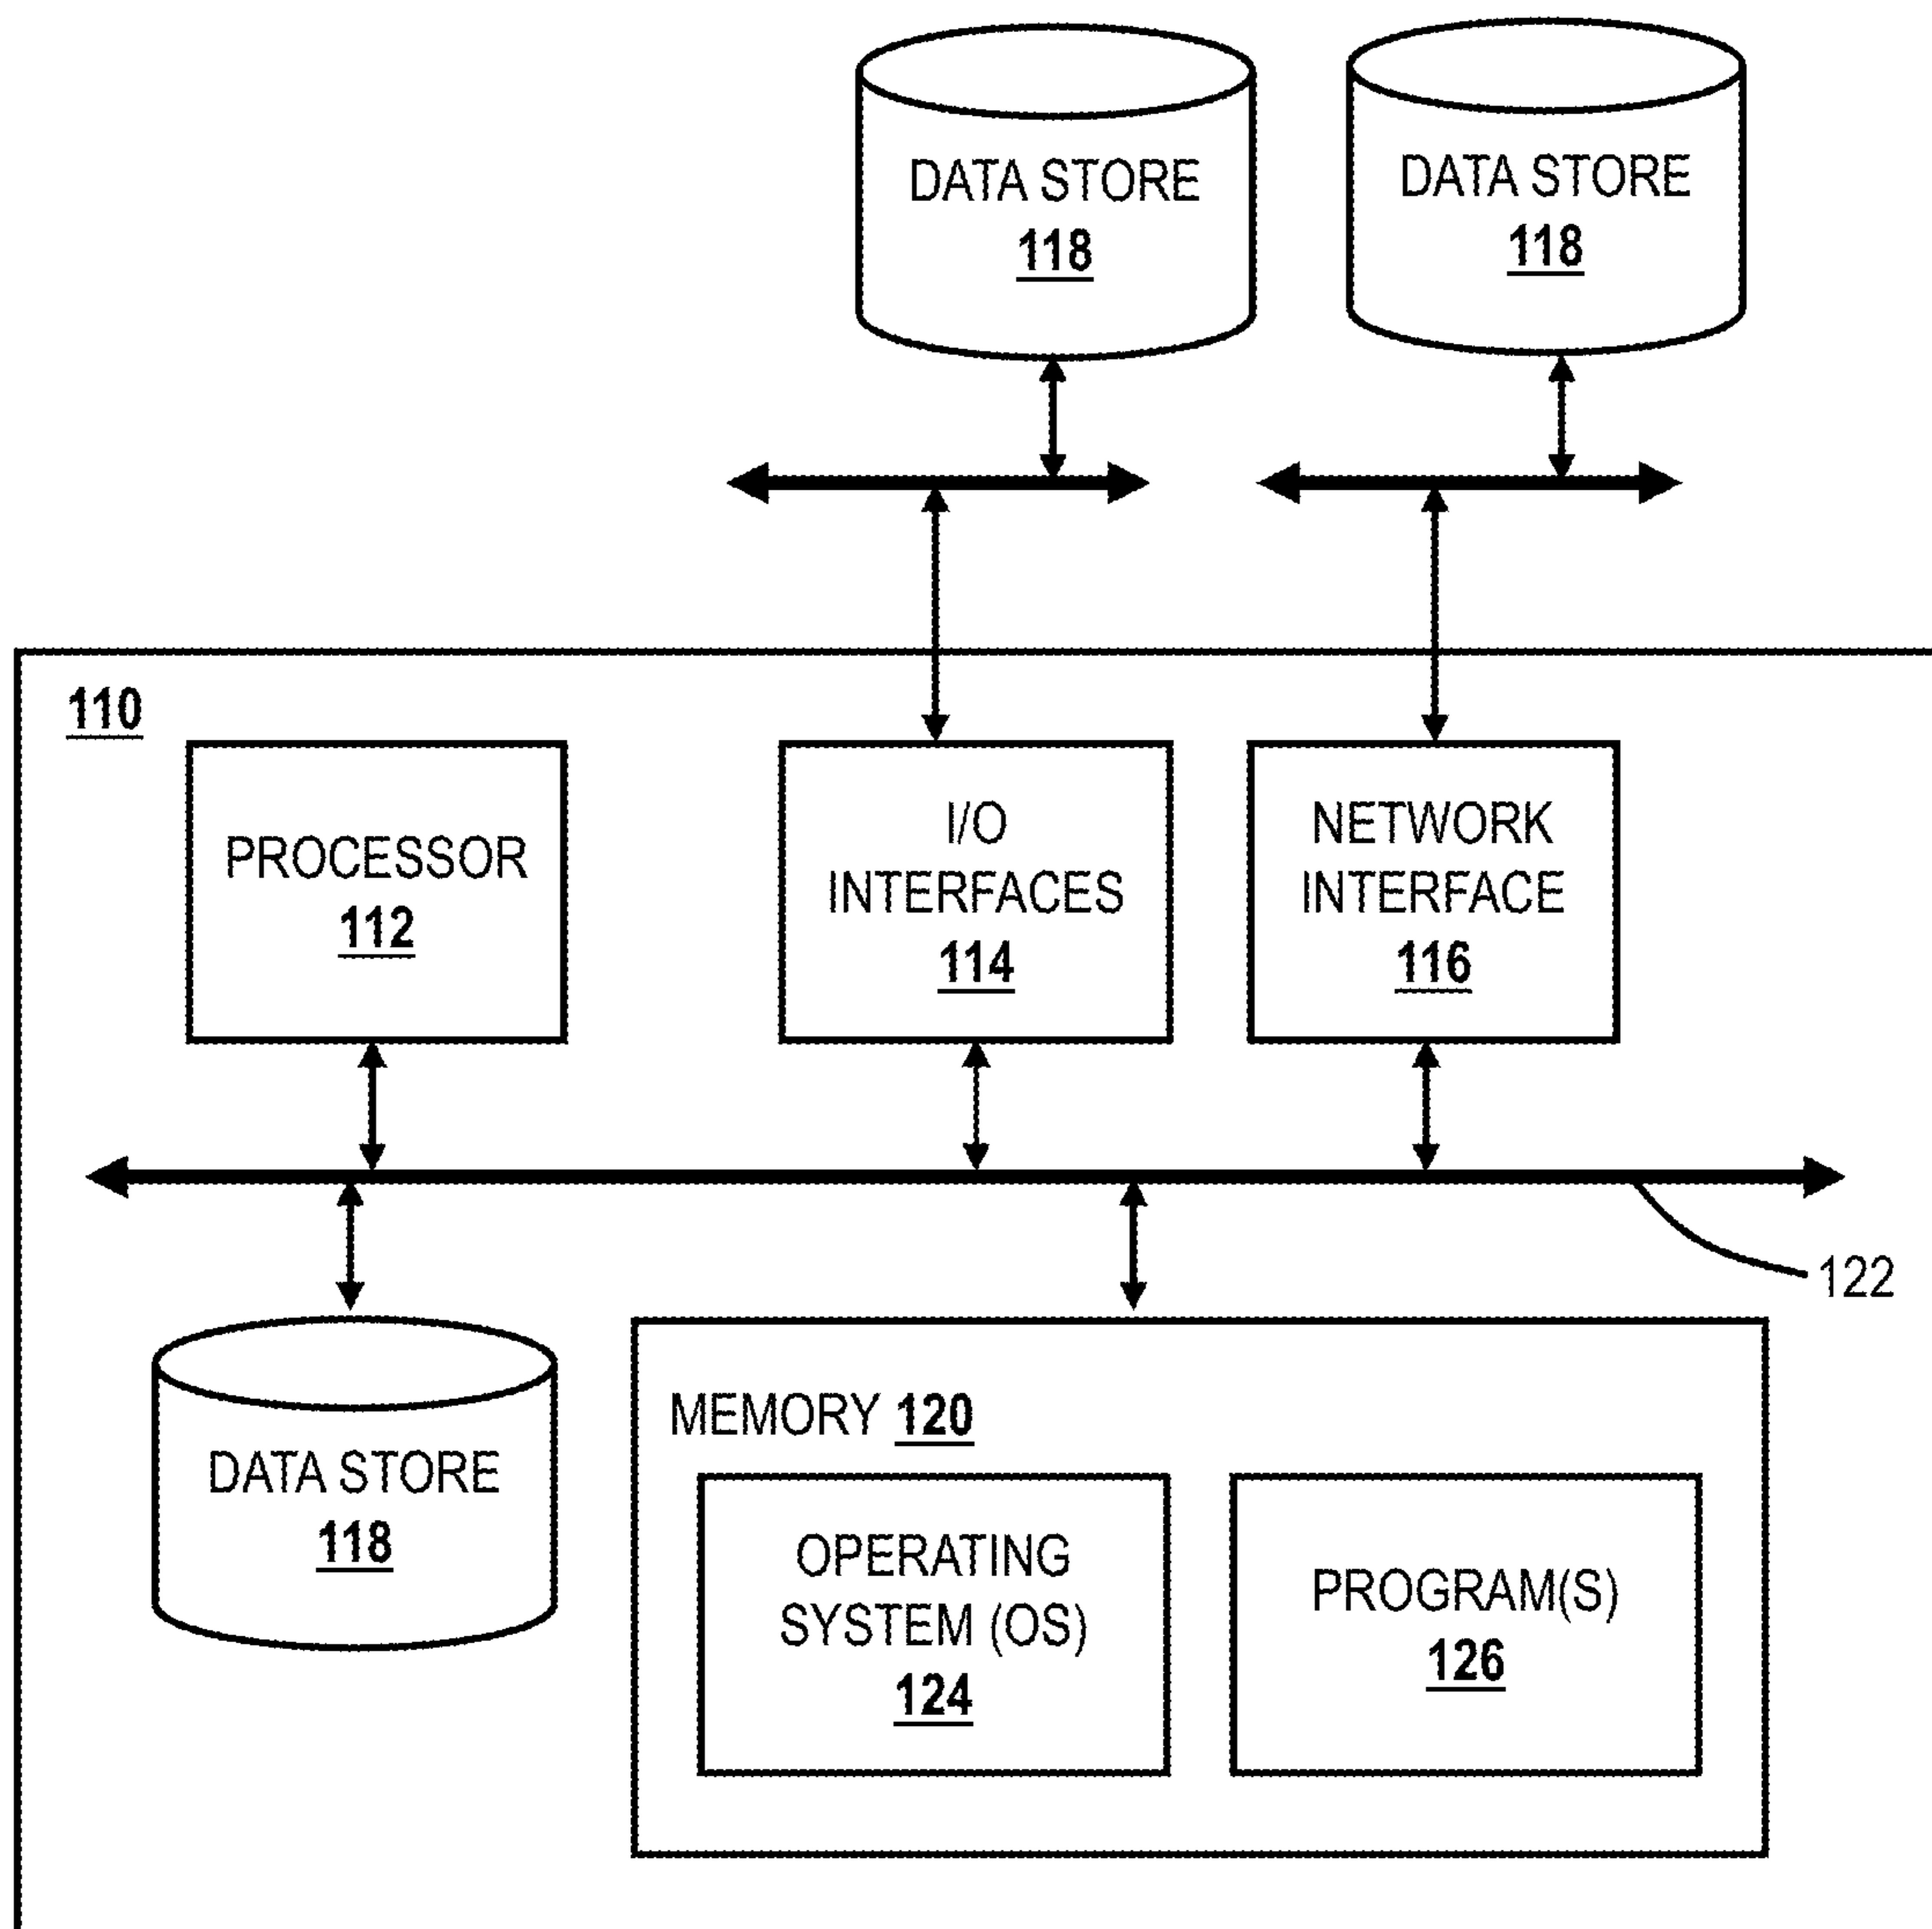 DATA STORE
118
DATA STORE
118
110
PROCESSOR
112
I/O
INTERFACES
114
NETWORK
INTERFACE
116
122
DATA STORE
118
MEMORY 120
OPERATING
SYSTEM (OS)
124
PROGRAM(S)
126